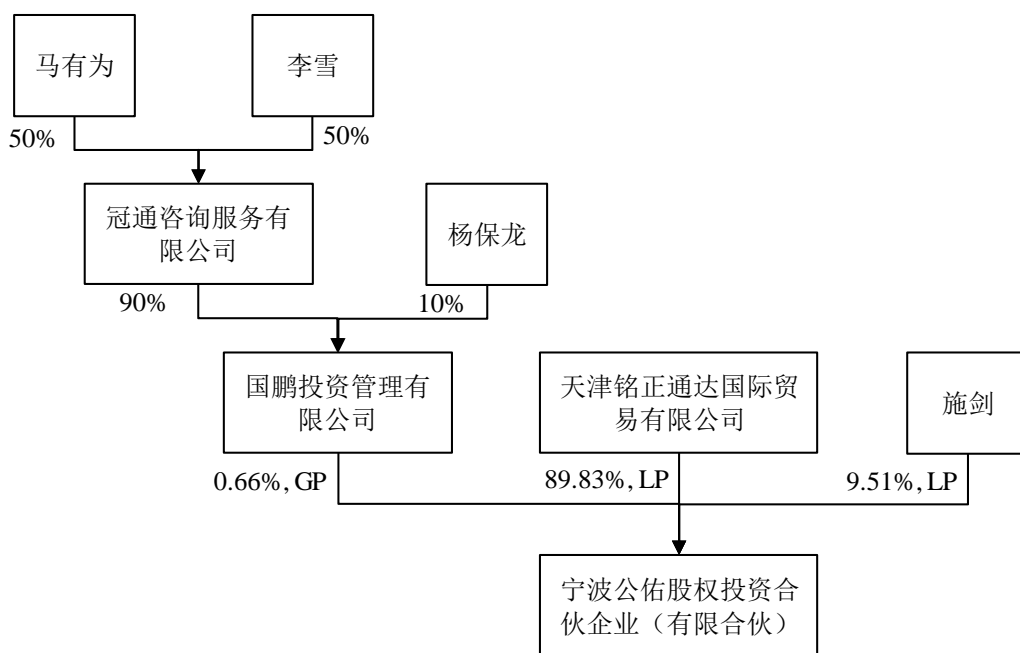 马有为
李雪
50%
50%
冠通咨询服务有
限公司
杨保龙
90%
10%
国鹏投资管理有
限公司
天津铭正通达国际贸
易有限公司
施剑
0.66%, GP
89.83%, LP
9.51%, LP
宁波公佑股权投资合
伙企业（有限合伙）